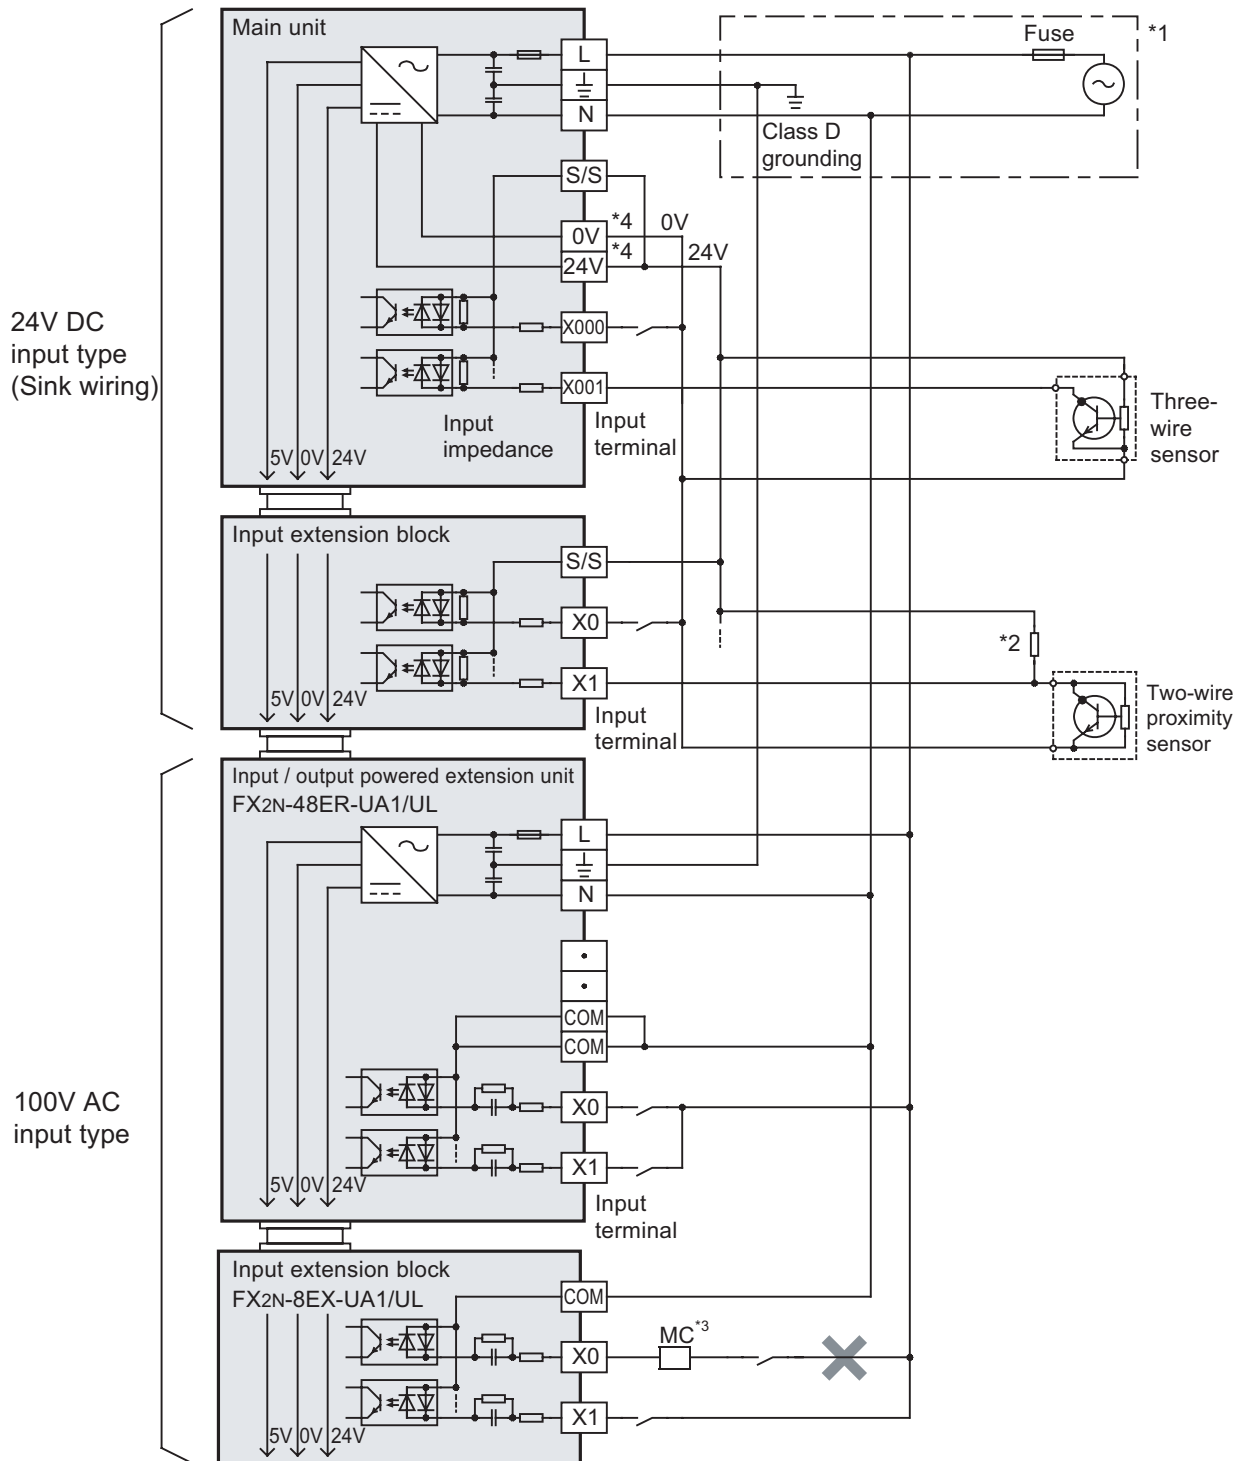 Main unit
L
N
Fuse
*1
Class D
grounding
S/S
0V
*4
0V
24V
*4
24V
X000
X001
24V DC
input type
(Sink wiring)
Input
impedance
Input
terminal
Three-
wire
sensor
5V 0V 24V
Input extension block
S/S
X0
*2
X1
Two-wire
proximity
sensor
5V 0V 24V
Input
terminal
Input / output powered extension unit
FX2N-48ER-UA1/UL
L
N
COM
COM
X0
100V AC
input type
X1
5V 0V 24V
Input
terminal
Input extension block
FX2N-8EX-UA1/UL
COM
MC*3
X0
X1
5V 0V 24V